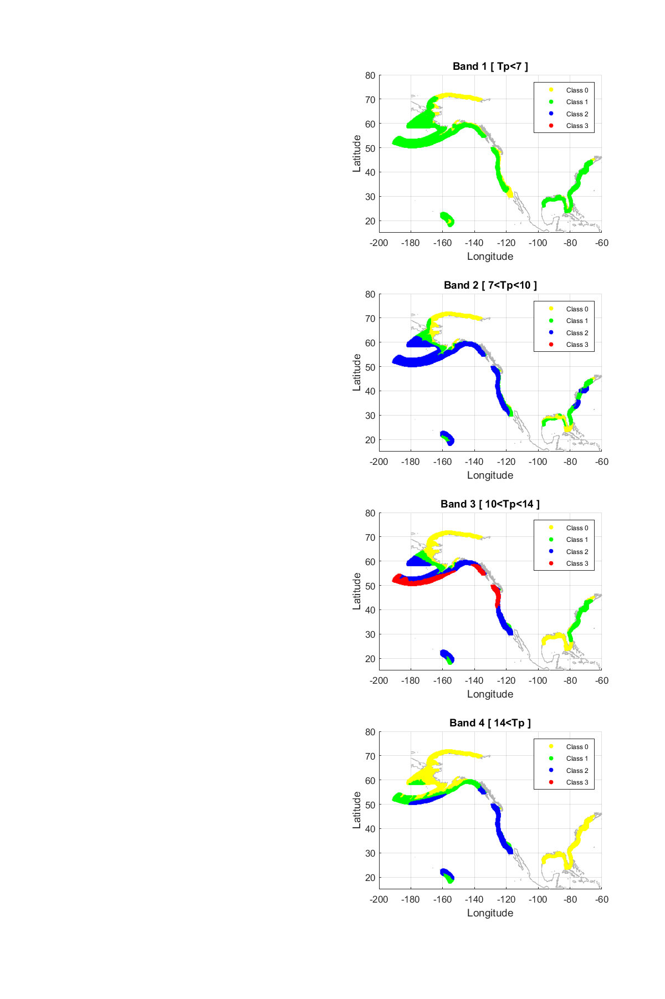 Band 1 [ Tp<7 ]
80
70
60
50
40
30
20
Latitude
Class 0
Class 1
Class 2
Class 3
-200 -180 -160 -140 -120 -100 -80 -60
Longitude
Band 2 [ 7<Tp<10 ]
80
70
60
50
40
30
20
Latitude
Class 0
Class 1
Class 2
Class 3
-200 -180 -160 -140 -120 -100 -80 -60
Longitude
Band 3 [ 10<Tp<14 ]
80
70
60
50
40
30
20
Latitude
Class 0
Class 1
Class 2
Class 3
-200 -180 -160 -140 -120 -100 -80 -60
Longitude
Band 4 [ 14<Tp ]
80
70
60
50
40
30
20
Latitude
Class 0
Class 1
Class 2
Class 3
-200 -180 -160 -140 -120 -100 -80 -60
Longitude